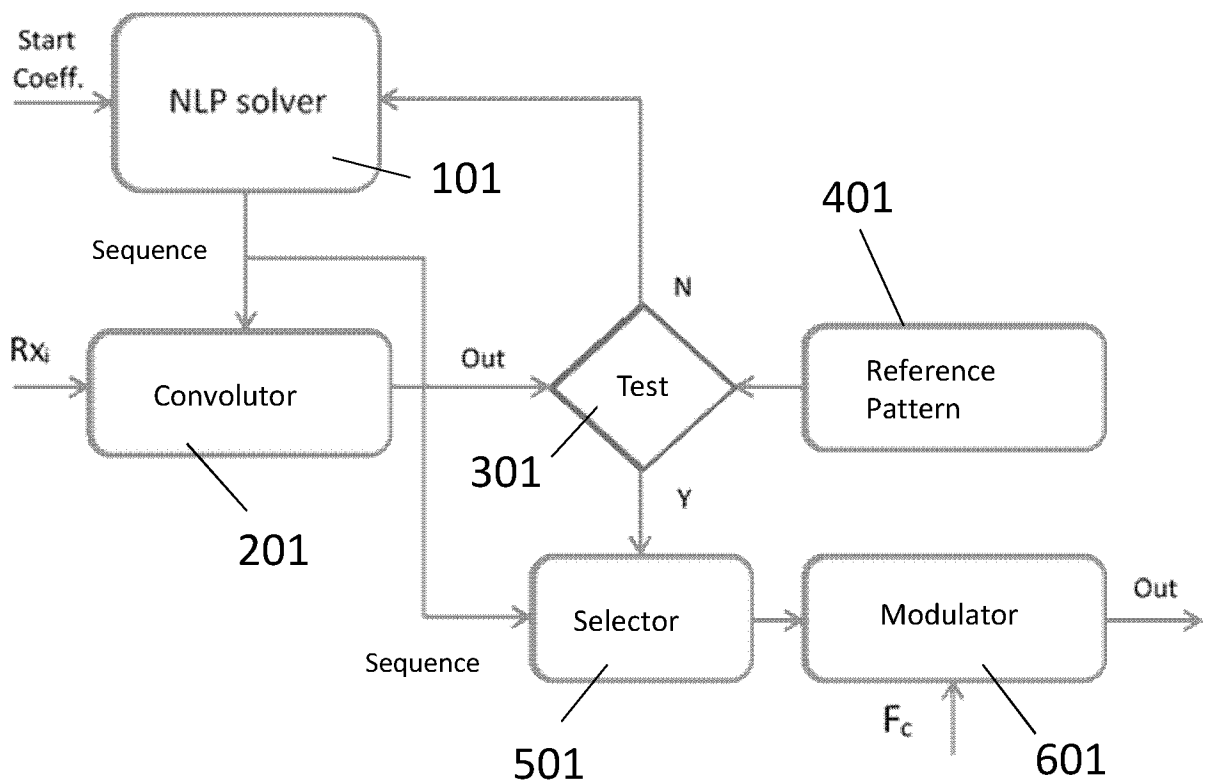 Start
Coeff.
NLP solver
101
401
Sequence
N
Rxᵢ
Convolutor
Out
Test
Reference
Pattern
301
201
Y
Selector
Modulator
Out
Sequence
501
F꜀
601